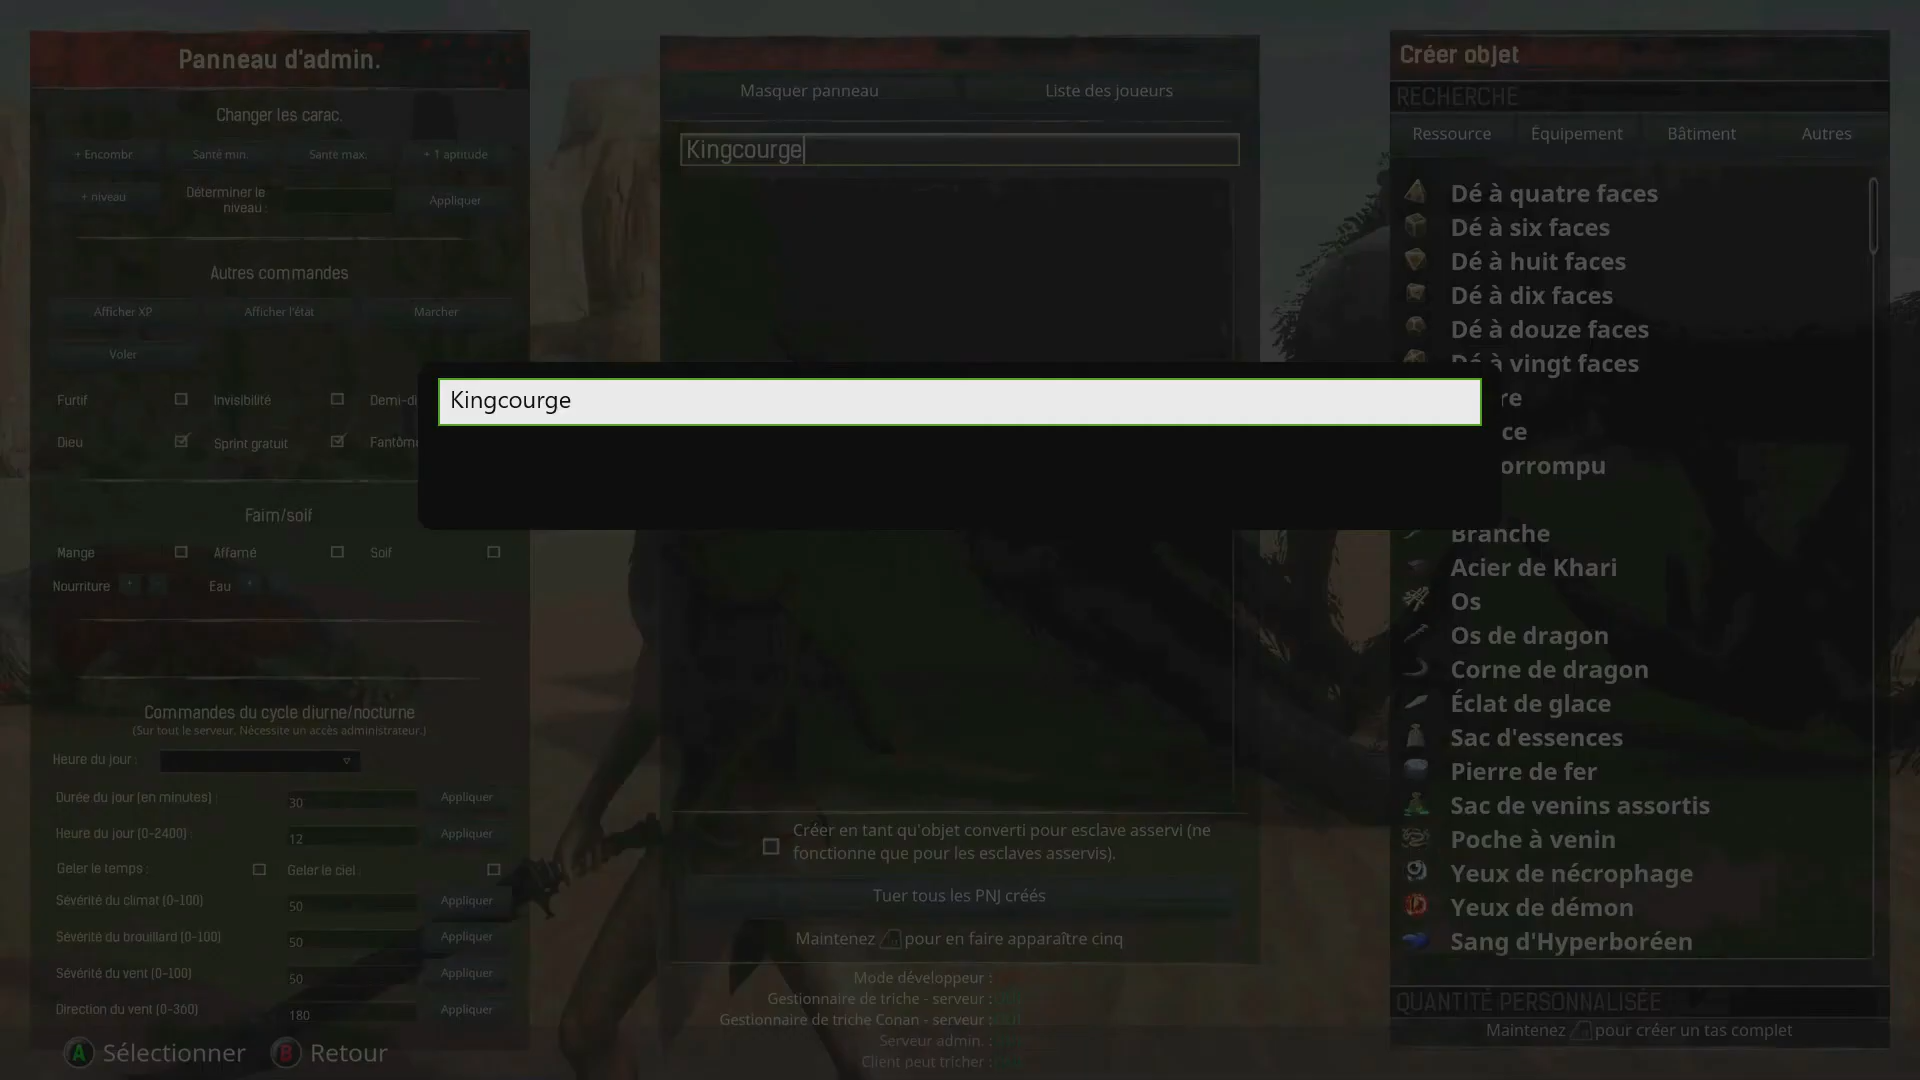 Panneau d'admin.
Changer les carac.
+ Encombr
Santé min.
Santé max.
+ 1 aptitude
+ niveau
Déterminer le
niveau :
Appliquer
Autres commandes
Afficher XP
Afficher l'état
Marcher
Voler
Furtif
Invisibilité
Demi-di
Dieu
Sprint gratuit
Fantôm
Faim/soif
Mange
Affamé
Soif
Nourriture
+
-
Eau
+
Commandes du cycle diurne/nocturne
(Sur tout le serveur. Nécessite un accès administrateur.)
Heure du jour :
Durée du jour (en minutes) :
30
Appliquer
Heure du jour (0-2400) :
12
Appliquer
Geler le temps :
Geler le ciel :
Sévérité du climat (0-100)
50
Appliquer
Sévérité du brouillard (0-100)
50
Appliquer
Sévérité du vent (0-100)
50
Appliquer
Direction du vent (0-360)
180
Appliquer
A Sélectionner
B Retour
Masquer panneau
Liste des joueurs
Kingcourge
Kingcourge
Créer en tant qu'objet converti pour esclave asservi (ne
fonctionne que pour les esclaves asservis).
Tuer tous les PNJ créés
Maintenez pour en faire apparaître cinq
Mode développeur :
Gestionnaire de triche - serveur :
Gestionnaire de triche Conan - serveur :
Serveur admin. :
Client peut tricher :
Créer objet
RECHERCHE
Ressource
Équipement
Bâtiment
Autres
Dé à quatre faces
Dé à six faces
Dé à huit faces
Dé à dix faces
Dé à douze faces
Dé à vingt faces
re
ce
orrompu
Branche
Acier de Khari
Os
Os de dragon
Corne de dragon
Éclat de glace
Sac d'essences
Pierre de fer
Sac de venins assortis
Poche à venin
Yeux de nécrophage
Yeux de démon
Sang d'Hyperboréen
QUANTITÉ PERSONNALISÉE
Maintenez pour créer un tas complet